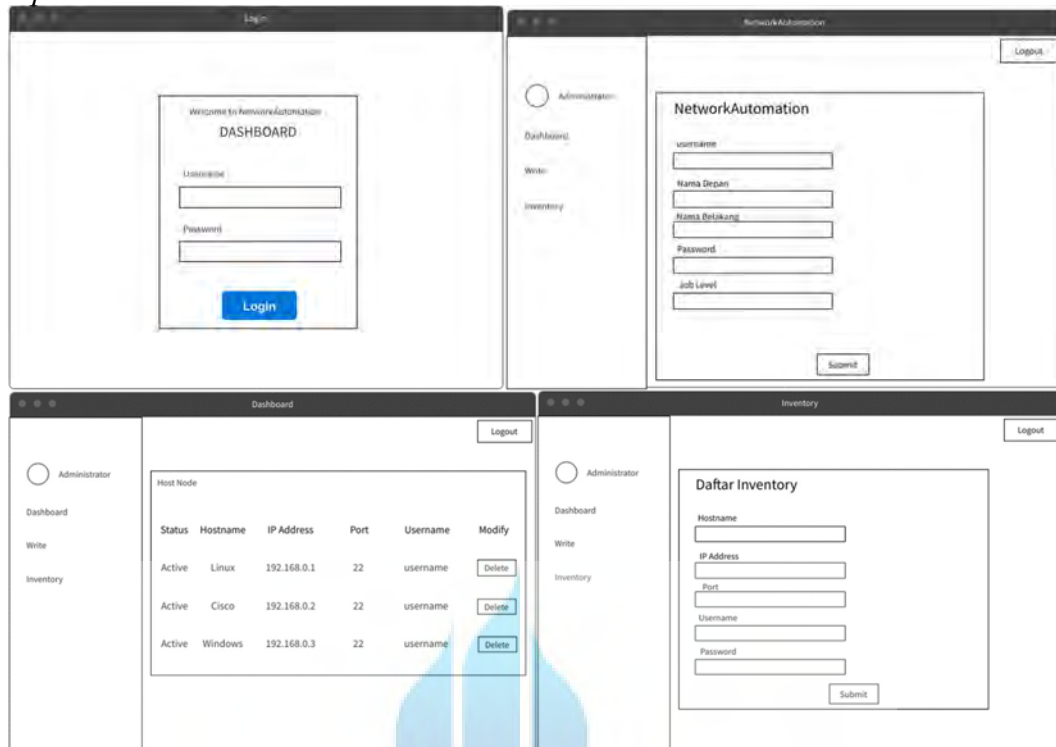 Login
Welcome to NetworkAutomation
DASHBOARD
Username
Password
Login
NetworkAutomation
Logout
Administrator
Dashboard
Write
Inventory
NetworkAutomation
username
Nama Depan
Nama Belakang
Password
Job Level
Submit
Dashboard
Logout
Administrator
Dashboard
Write
Inventory
Host Node
Status Hostname IP Address Port Username Modify
Active Linux 192.168.0.1 22 username Delete
Active Cisco 192.168.0.2 22 username Delete
Active Windows 192.168.0.3 22 username Delete
Inventory
Logout
Administrator
Dashboard
Write
Inventory
Daftar Inventory
Hostname
IP Address
Port
Username
Password
Submit